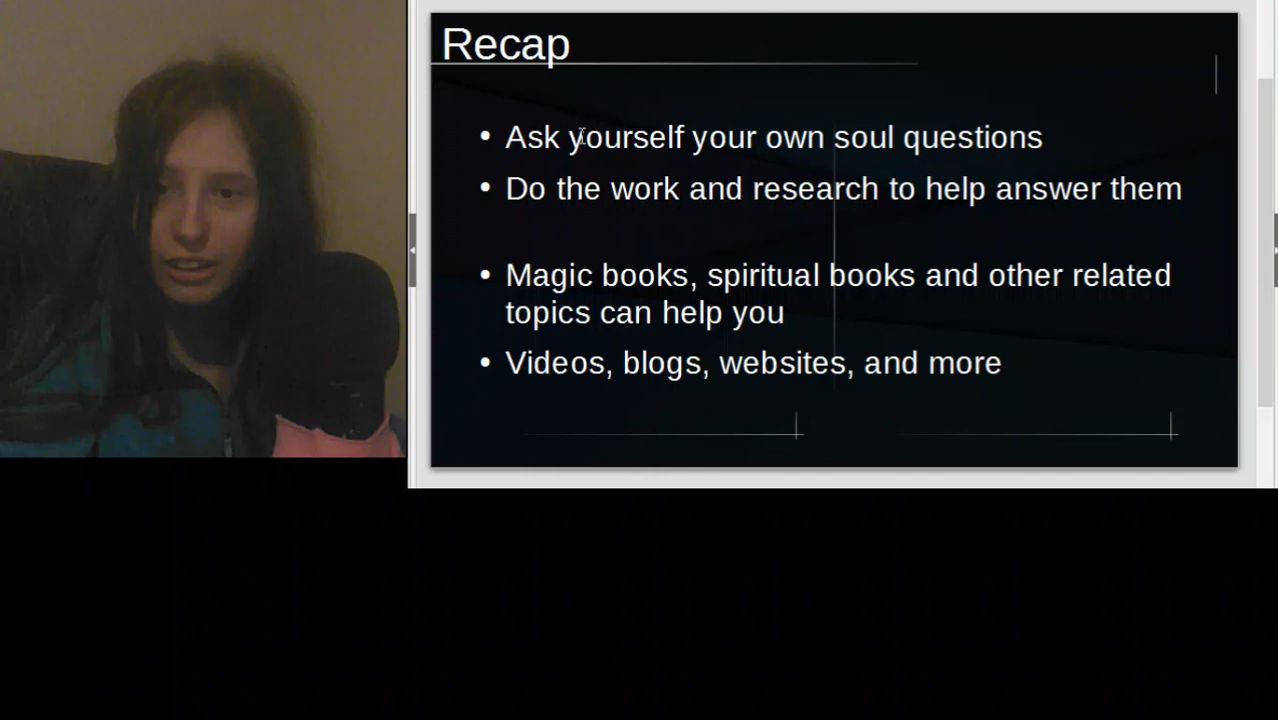 Recap
Ask yourself your own soul questions
Do the work and research to help answer them
Magic books, spiritual books and other related
topics can help you
Videos, blogs, websites, and more